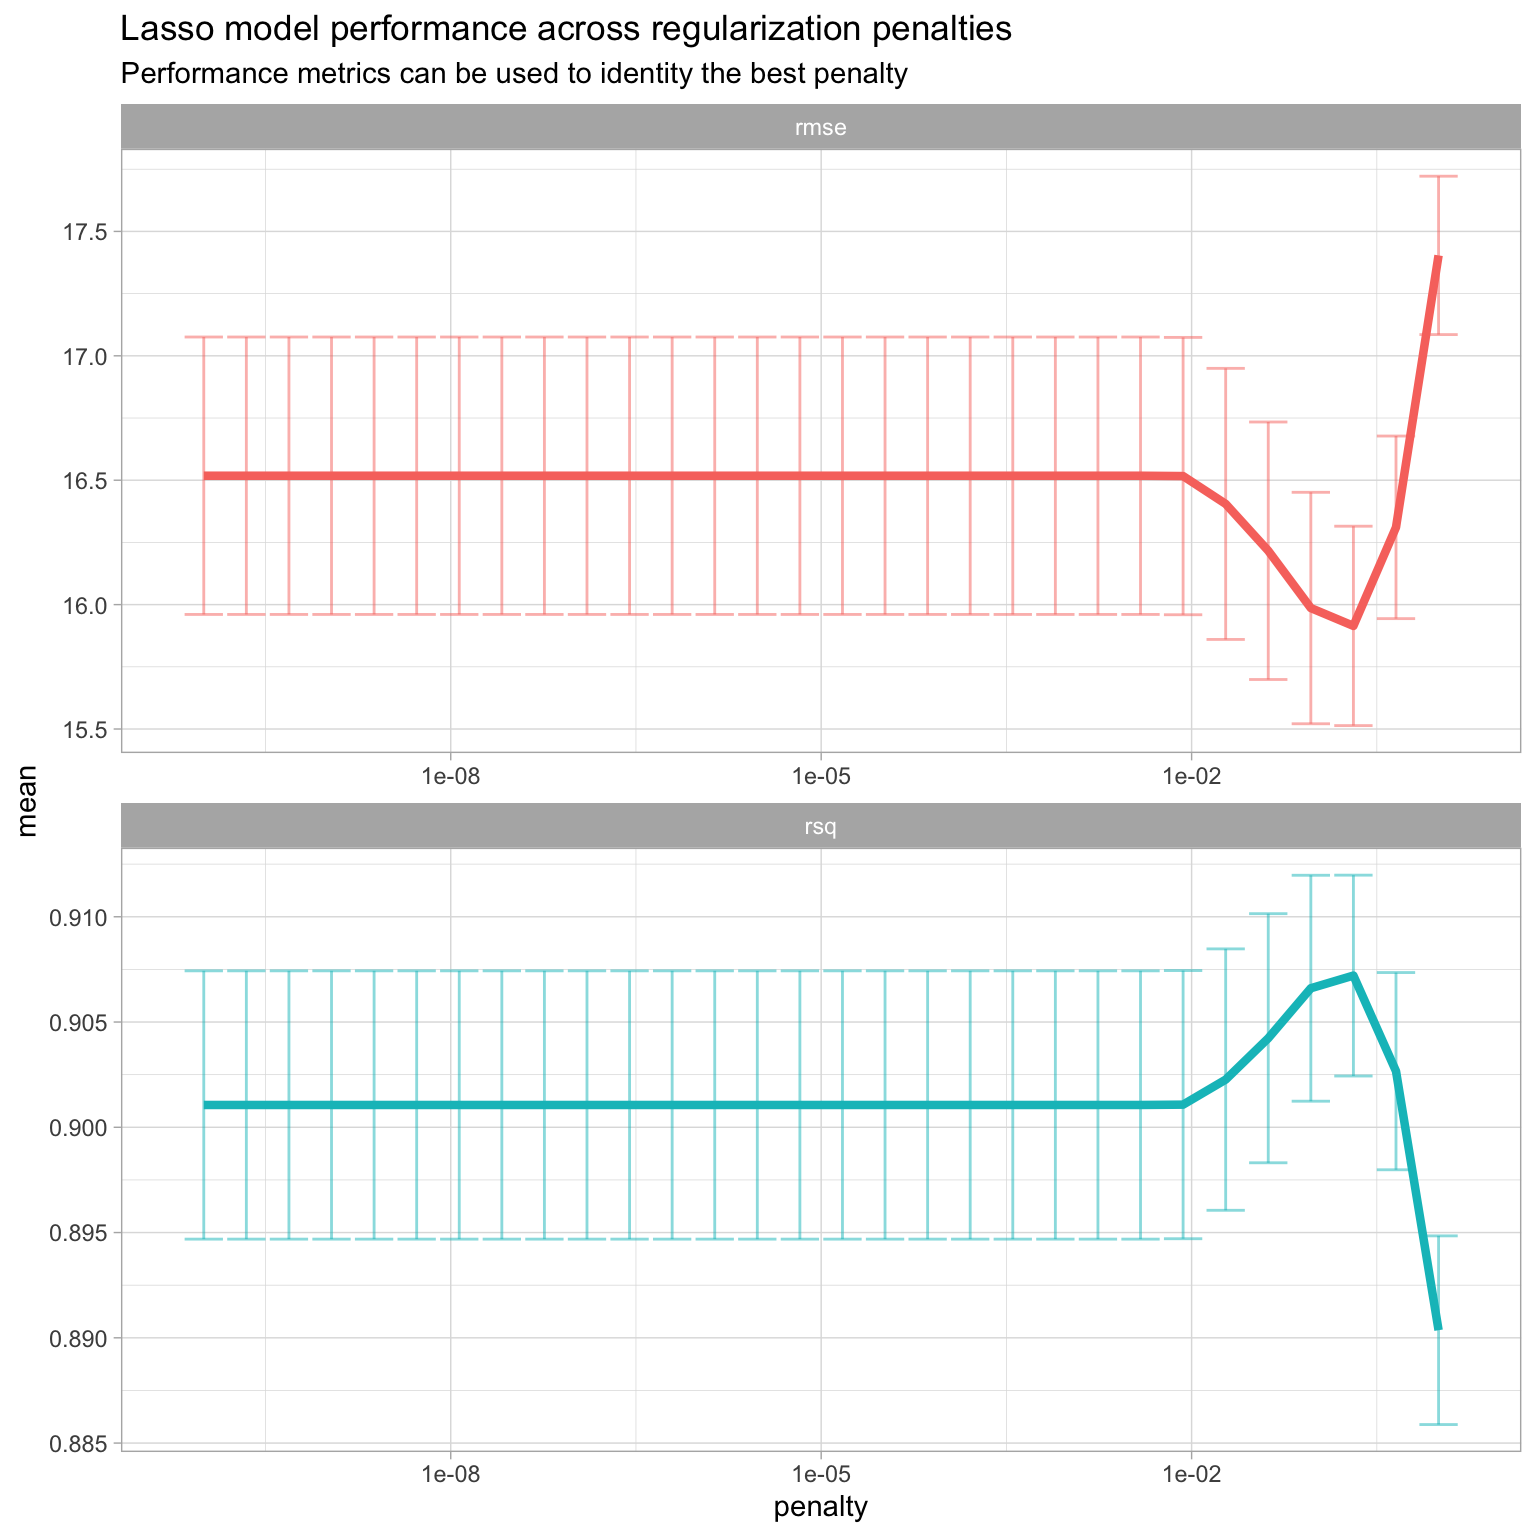 Lasso model performance across regularization penalties
Performance metrics can be used to identity the best penalty
rmse
17.5
17.0
16.5
16.0
15.5
1e-08 1e-05 1e-02
mean
rsq
0.910
0.905
0.900
0.895
0.890
0.885
1e-08 1e-05 1e-02
penalty